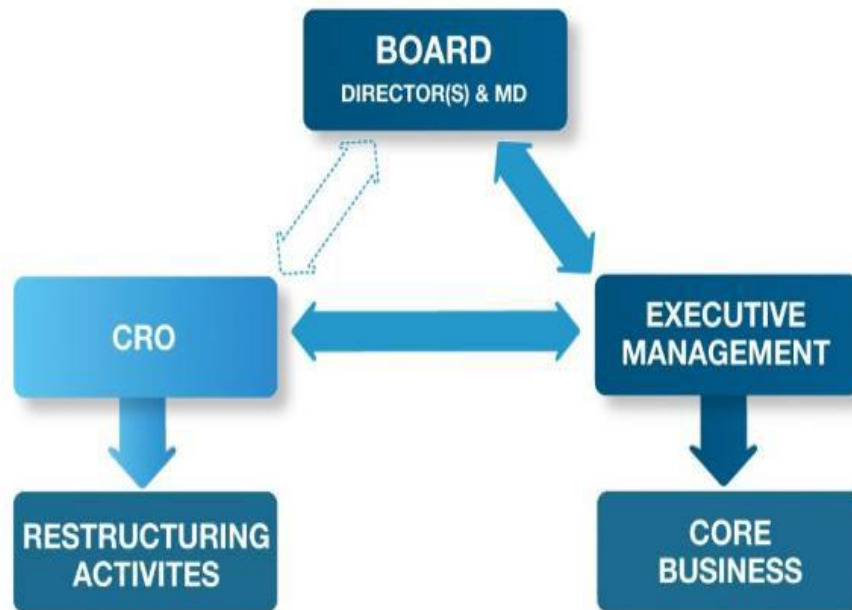 BOARD
DIRECTOR(S) & MD
CRO
EXECUTIVE
MANAGEMENT
RESTRUCTURING
ACTIVITES
CORE
BUSINESS